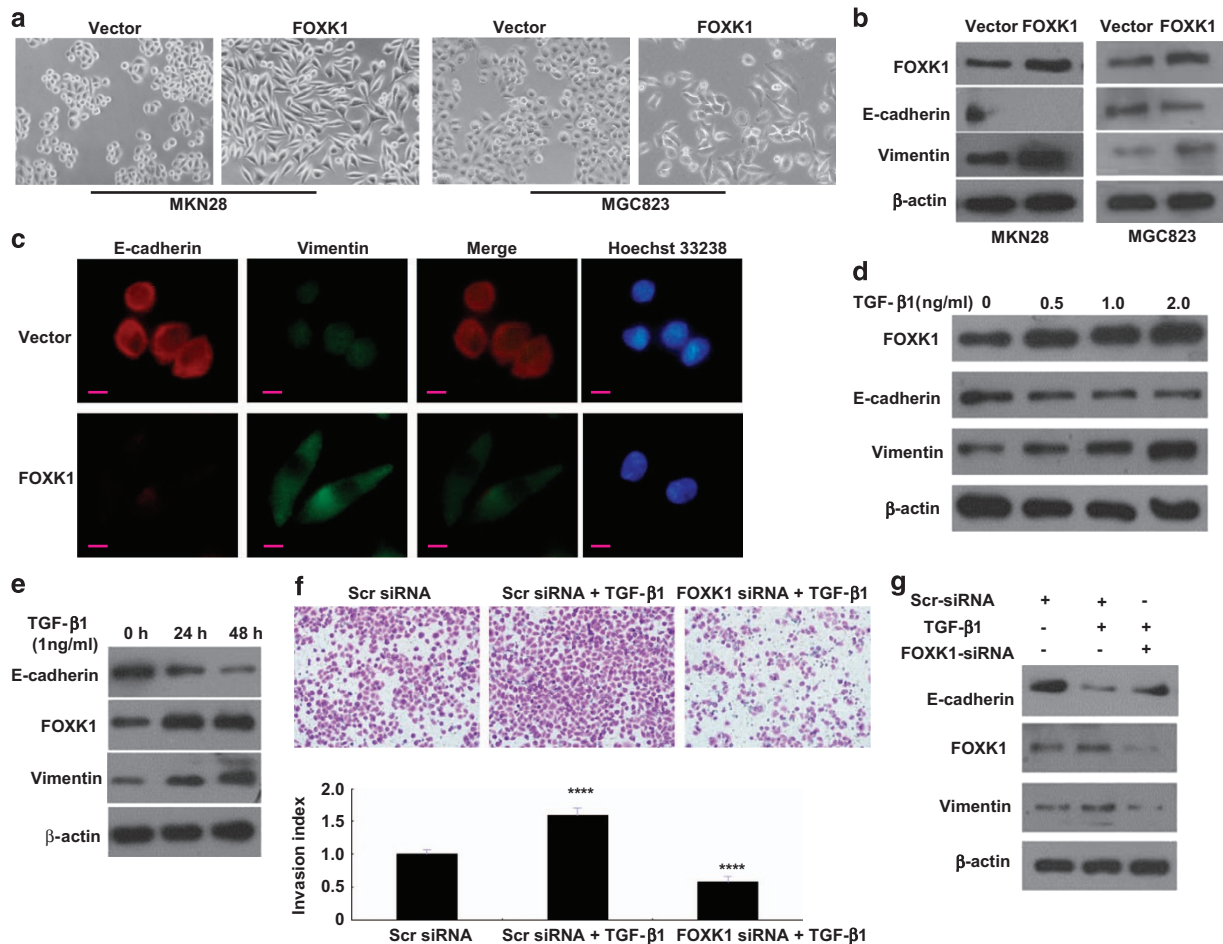 a
Vector FOXK1 Vector FOXK1
MKN28 MGC823
b
Vector FOXK1 Vector FOXK1
FOXK1
E-cadherin
Vimentin
β-actin
MKN28 MGC823
c
E-cadherin Vimentin Merge Hoechst 33238
Vector
FOXK1
d
TGF- β1(ng/ml) 0 0.5 1.0 2.0
FOXK1
E-cadherin
Vimentin
β-actin
e
TGF-β1
(1ng/ml) 0 h 24 h 48 h
E-cadherin
FOXK1
Vimentin
β-actin
f
Scr siRNA Scr siRNA + TGF-β1 FOXK1 siRNA + TGF-β1
Invasion index
2.0
1.5
1.0
0.5
0
****
****
Scr siRNA Scr siRNA + TGF-β1 FOXK1 siRNA + TGF-β1
g
Scr-siRNA + + -
TGF-β1 - + +
FOXK1-siRNA - - +
E-cadherin
FOXK1
Vimentin
β-actin